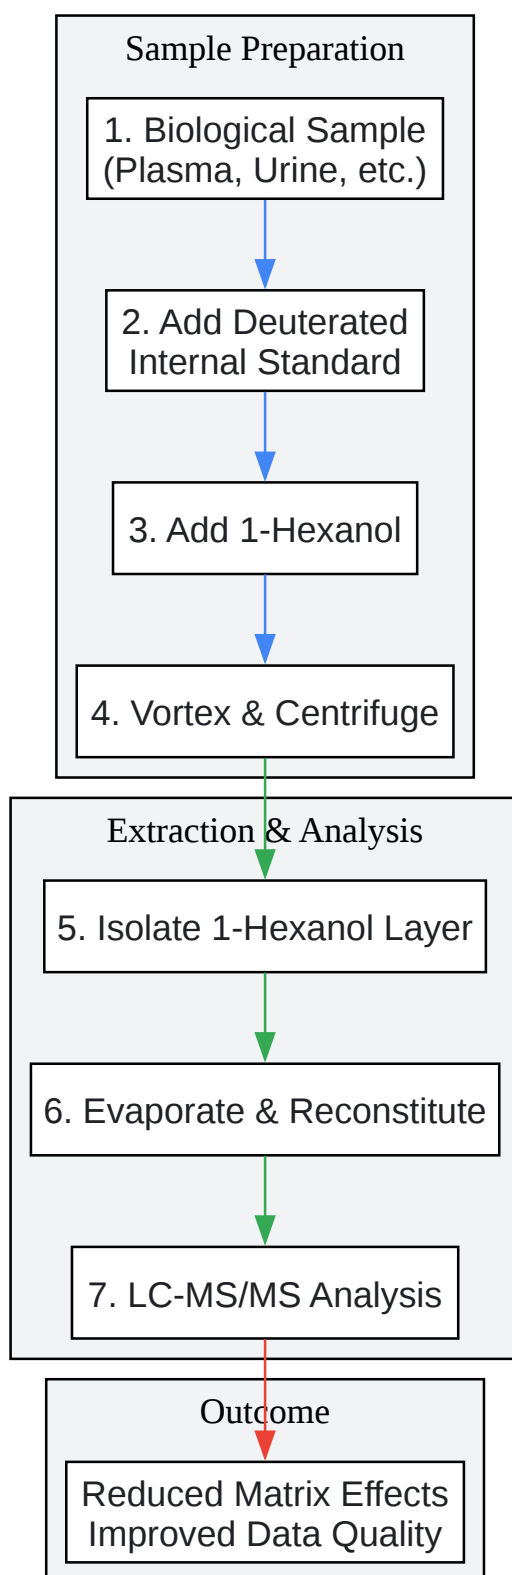 Sample Preparation
1. Biological Sample
(Plasma, Urine, etc.)
2. Add Deuterated
Internal Standard
3. Add 1-Hexanol
4. Vortex & Centrifuge
Extraction & Analysis
5. Isolate 1-Hexanol Layer
6. Evaporate & Reconstitute
7. LC-MS/MS Analysis
Outcome
Reduced Matrix Effects
Improved Data Quality